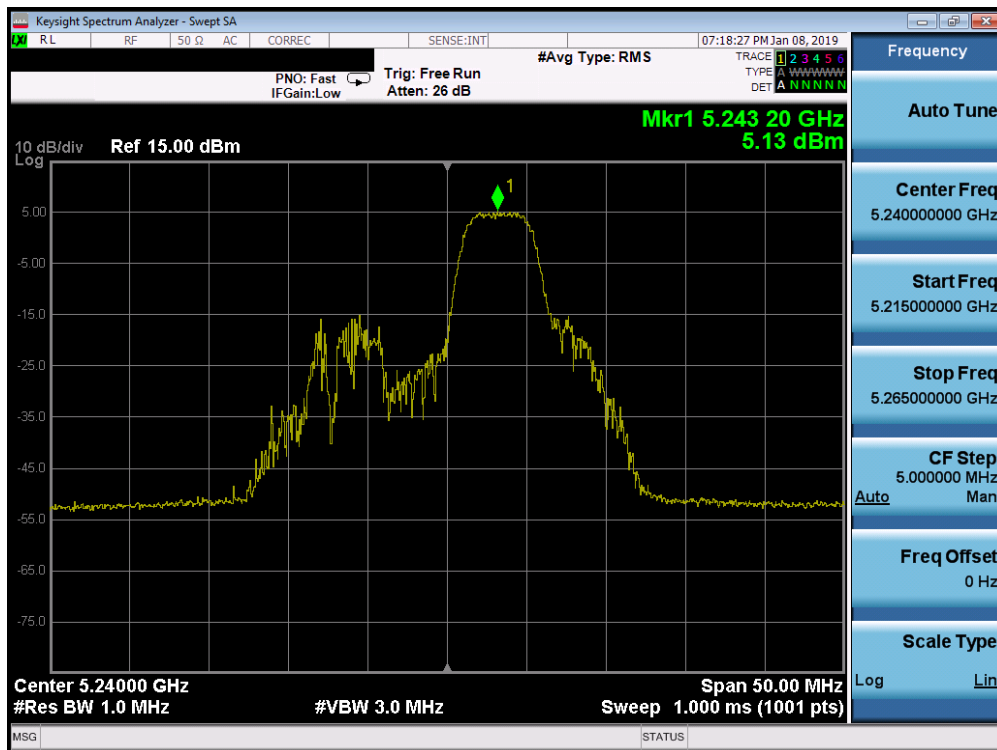 Keysight Spectrum Analyzer - Swept SA
LXI RL RF 50 Ω AC CORREC SENSE:INT 07:18:27 PM Jan 08, 2019
#Avg Type: RMS
TRACE 1 2 3 4 5 6
PNO: Fast Trig: Free Run TYPE A WWWWW
IFGain:Low Atten: 26 dB DET A N N N N N
Mkr1 5.243 20 GHz
5.13 dBm
10 dB/div Ref 15.00 dBm
Log
1
5.00
-5.00
-15.0
-25.0
-35.0
-45.0
-55.0
-65.0
-75.0
Center 5.24000 GHz Span 50.00 MHz
#Res BW 1.0 MHz #VBW 3.0 MHz Sweep 1.000 ms (1001 pts)
MSG STATUS
Frequency
Auto Tune
Center Freq
5.240000000 GHz
Start Freq
5.215000000 GHz
Stop Freq
5.265000000 GHz
CF Step
5.000000 MHz
Auto Man
Freq Offset
0 Hz
Scale Type
Log Lin